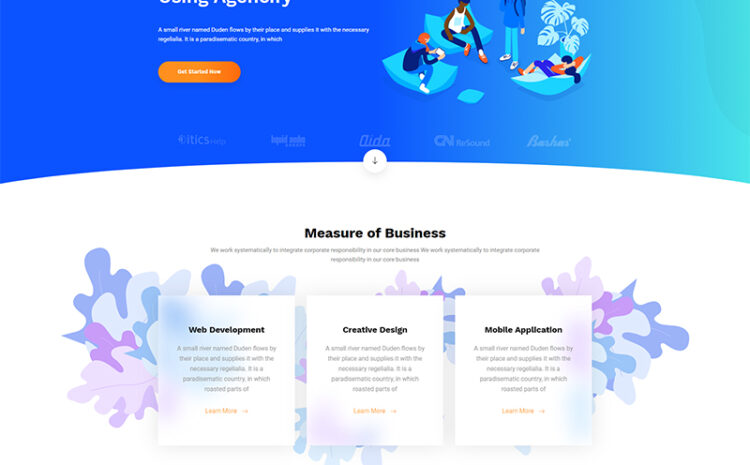 Using Agencify
A small river named Duden flows by their place and supplies it with the necessary
regelialia. It is a paradisematic country, in which
Get Started Now
itics Help
Aida
GN ReSound
Bashas'
Measure of Business
We work systematically to integrate corporate responsibility in our core business We work systematically to integrate corporate
responsibility in our core business
Web Development
A small river named Duden flows by
their place and supplies it with the
necessary regelialia. It is a
paradisematic country, in which
roasted parts of
Learn More
Creative Design
A small river named Duden flows by
their place and supplies it with the
necessary regelialia. It is a
paradisematic country, in which
roasted parts of
Learn More
Mobile Application
A small river named Duden flows by
their place and supplies it with the
necessary regelialia. It is a
paradisematic country, in which
roasted parts of
Learn More